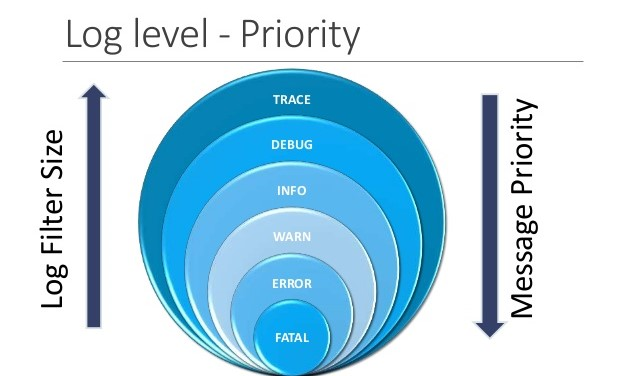 Log level - Priority
Log Filter Size
TRACE
DEBUG
INFO
WARN
ERROR
FATAL
Message Priority